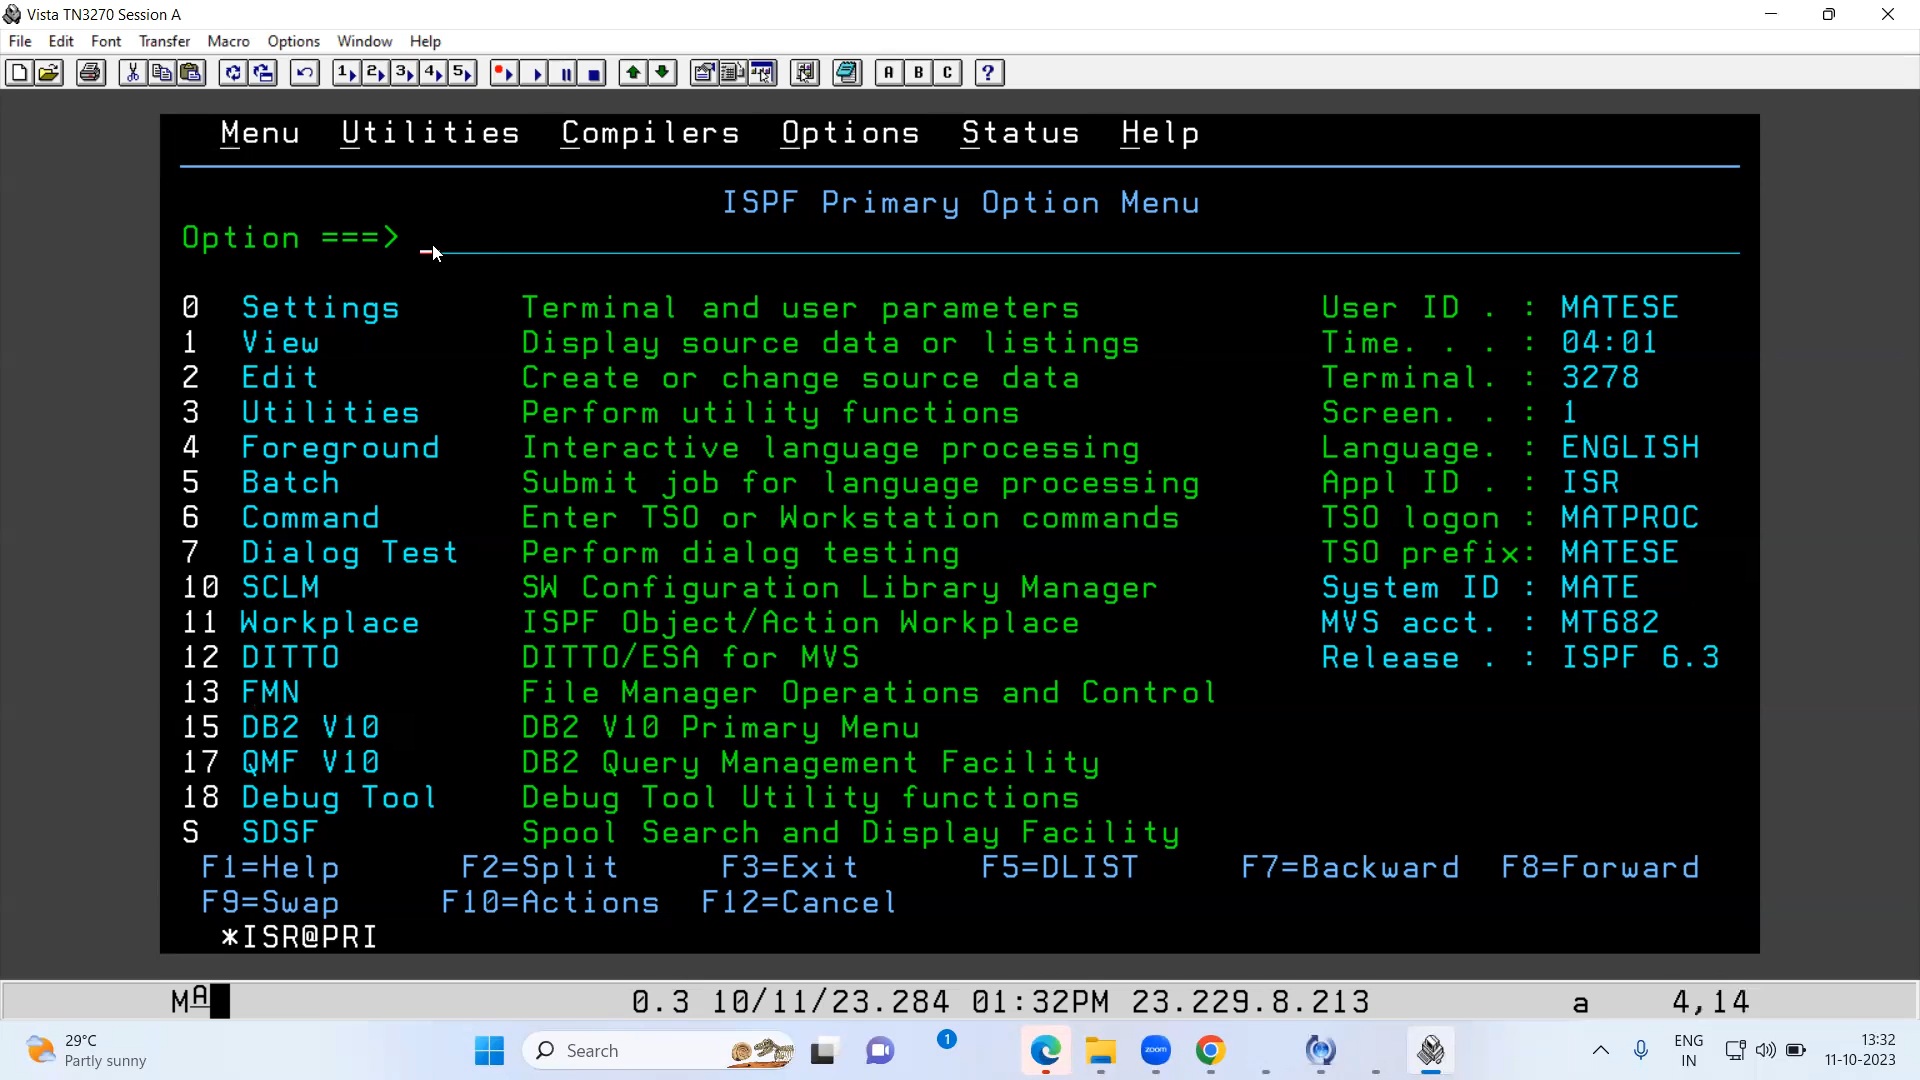 Vista TN3270 Session A
File Edit Font Transfer Macro Options Window Help
1 2 3 4 5 A B C ?
Menu Utilities Compilers Options Status Help
ISPF Primary Option Menu
Option ===>
0 Settings Terminal and user parameters User ID . : MATESE
1 View Display source data or listings Time. . . : 04:01
2 Edit Create or change source data Terminal. : 3278
3 Utilities Perform utility functions Screen. . : 1
4 Foreground Interactive language processing Language. : ENGLISH
5 Batch Submit job for language processing Appl ID . : ISR
6 Command Enter TSO or Workstation commands TSO logon : MATPROC
7 Dialog Test Perform dialog testing TSO prefix: MATESE
10 SCLM SW Configuration Library Manager System ID : MATE
11 Workplace ISPF Object/Action Workplace MVS acct. : MT682
12 DITTO DITTO/ESA for MVS Release . : ISPF 6.3
13 FMN File Manager Operations and Control
15 DB2 V10 DB2 V10 Primary Menu
17 QMF V10 DB2 Query Management Facility
18 Debug Tool Debug Tool Utility functions
S SDSF Spool Search and Display Facility
F1=Help F2=Split F3=Exit F5=DLIST F7=Backward F8=Forward
F9=Swap F10=Actions F12=Cancel
*ISR@PRI
MA 0.3 10/11/23.284 01:32PM 23.229.8.213 a 4,14
29°C
Partly sunny
Search
1
zoom
ENG
IN
13:32
11-10-2023